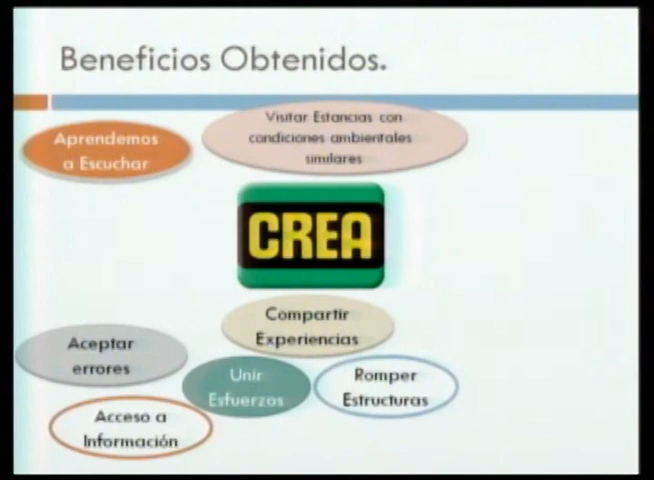 Beneficios Obtenidos.
Aprendemos
a Escuchar
Visitar Estancias con
condiciones ambientales
similares
CREA
Compartir
Experiencias
Aceptar
errores
Unir
Esfuerzos
Romper
Estructuras
Acceso a
Información